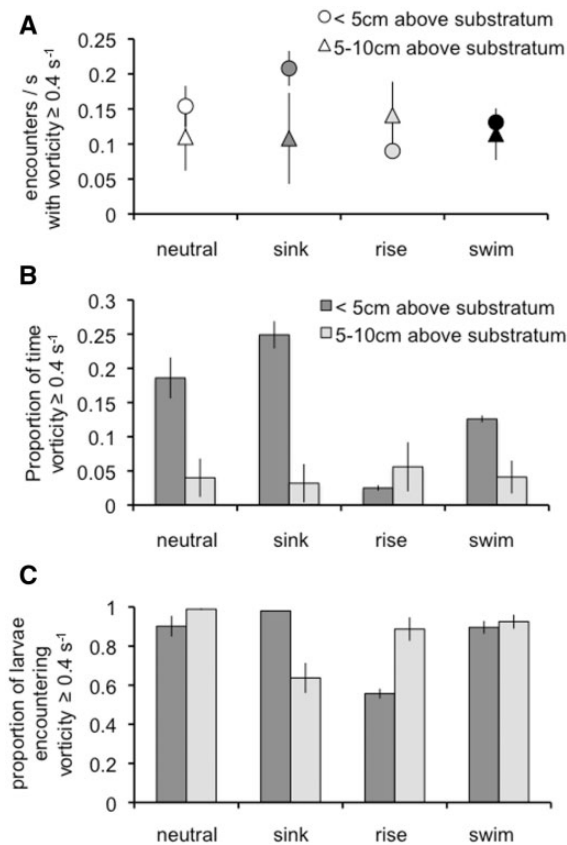 A
< 5cm above substratum
5-10cm above substratum
encounters / s
with vorticity ≥ 0.4 s-1
0.25
0.2
0.15
0.1
0.05
0
neutral sink rise swim
B
< 5cm above substratum
5-10cm above substratum
Proportion of time
vorticity ≥ 0.4 s-1
0.3
0.25
0.2
0.15
0.1
0.05
0
neutral sink rise swim
C
proportion of larvae
encountering
vorticity ≥ 0.4 s-1
1
0.8
0.6
0.4
0.2
0
neutral sink rise swim